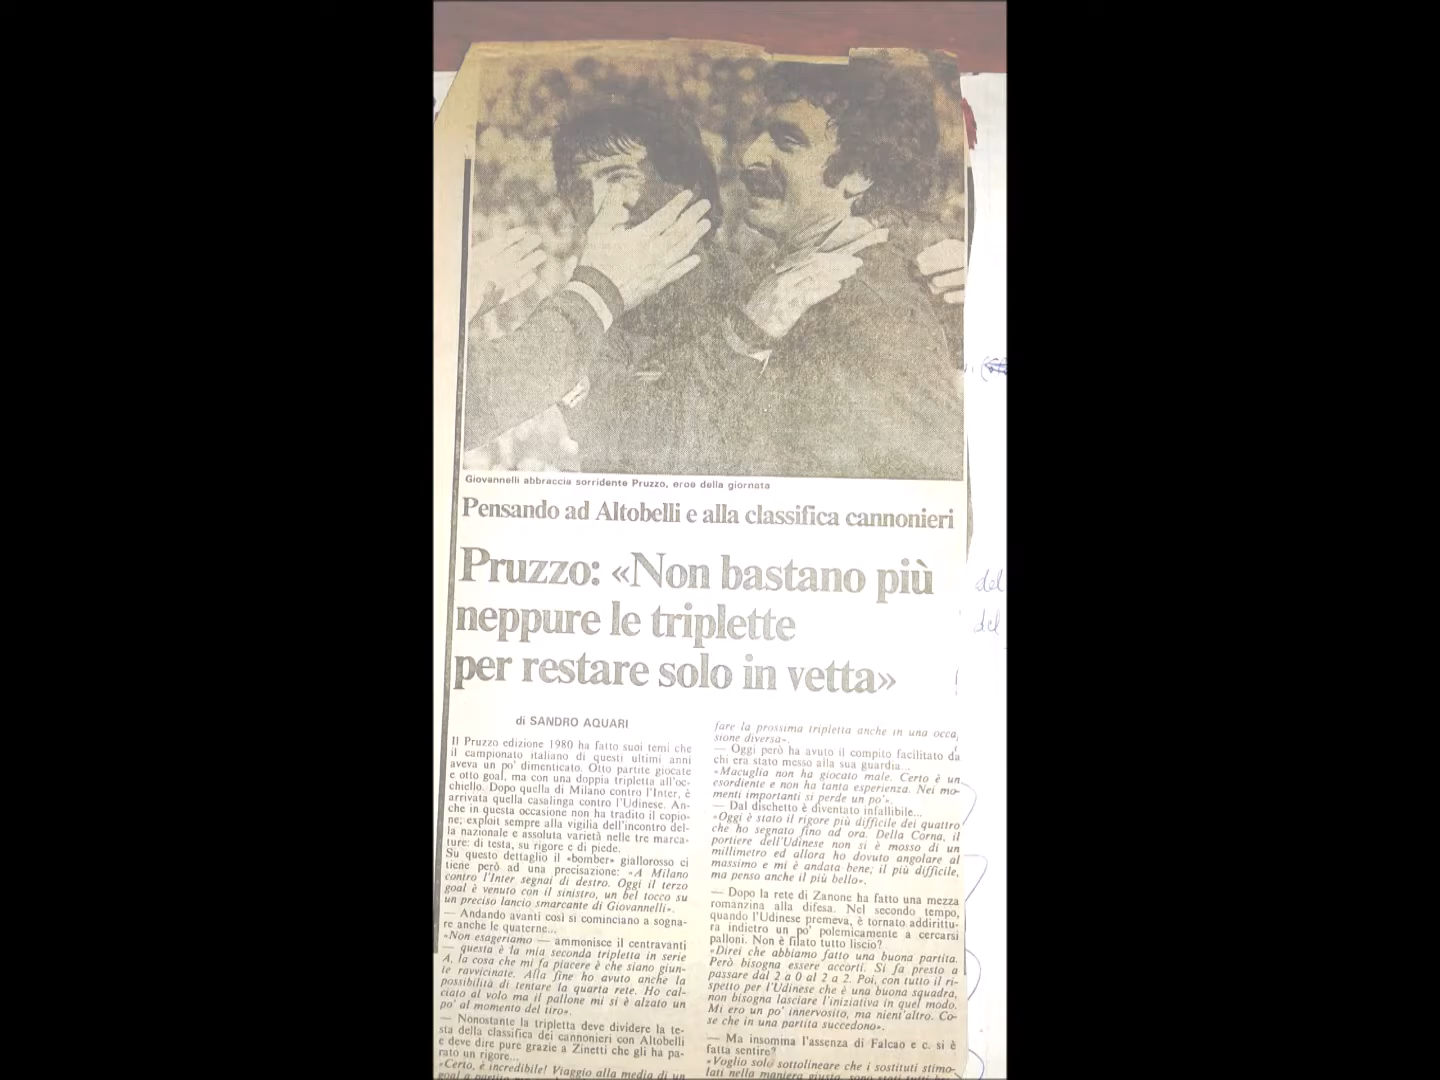 Giovannelli abbraccia sorridente Pruzzo, eroe della giornata
Pensando ad Altobelli e alla classifica cannonieri
Pruzzo: «Non bastano più
neppure le triplette
per restare solo in vetta»
di SANDRO AQUARI
Il Pruzzo edizione 1980 ha fatto suoi temi che
il campionato italiano di questi ultimi anni
aveva un po' dimenticato. Otto partite giocate
e otto goal, ma con una doppia tripletta all'oc-
chiello. Dopo quella di Milano contro l'Inter, è
arrivata quella casalinga contro l'Udinese. An-
che in questa occasione non ha tradito il copio-
ne; exploit sempre alla vigilia dell'incontro del-
la nazionale e assoluta varietà nelle tre marca-
ture: di testa, su rigore e di piede.
Su questo dettaglio il «bomber» giallorosso ci
tiene però ad una precisazione: «A Milano
contro l'Inter segnai di destro. Oggi il terzo
goal è venuto con il sinistro, un bel tocco su
un preciso lancio smarcante di Giovannelli».
— Andando avanti così si cominciano a sogna-
re anche le quaterne...
«Non esageriamo — ammonisce il centravanti
— questa è la mia seconda tripletta in serie
A, la cosa che mi fa piacere è che siano giun-
te ravvicinate. Alla fine ho avuto anche la
possibilità di tentare la quarta rete. Ho cal-
ciato al volo ma il pallone mi si è alzato un
po' al momento del tiro».
— Nonostante la tripletta deve dividere la te-
sta della classifica dei cannonieri con Altobelli
e deve dire pure grazie a Zinetti che gli ha pa-
rato un rigore...
«Certo, è incredibile! Viaggio alla media di un
goal a
fare la prossima tripletta anche in una occa,
sione diversa».
— Oggi però ha avuto il compito facilitato da
chi era stato messo alla sua guardia...
«Macuglia non ha giocato male. Certo è un
esordiente e non ha tanta esperienza. Nei mo-
menti importanti si perde un po'».
— Dal dischetto è diventato infallibile...
«Oggi è stato il rigore più difficile dei quattro
che ho segnato fino ad ora. Della Corna, il
portiere dell'Udinese non si è mosso di un
millimetro ed allora ho dovuto angolare al
massimo e mi è andata bene; il più difficile,
ma penso anche il più bello».
— Dopo la rete di Zanone ha fatto una mezza
romanzina alla difesa. Nel secondo tempo,
quando l'Udinese premeva, è tornato addirittu-
ra indietro un po' polemicamente a cercarsi
palloni. Non è filato tutto liscio?
«Direi che abbiamo fatto una buona partita.
Però bisogna essere accorti. Si fa presto a
passare dal 2 a 0 al 2 a 2. Poi, con tutto il ri-
spetto per l'Udinese che è una buona squadra,
non bisogna lasciare l'iniziativa in quel modo.
Mi ero un po' innervosito, ma nient'altro. Co-
se che in una partita succedono».
— Ma insomma l'assenza di Falcao e c. si è
fatta sentire?
«Voglio solo sottolineare che i sostituti stimo-
lati nella maniera giusta, sono stati tutti
del
del